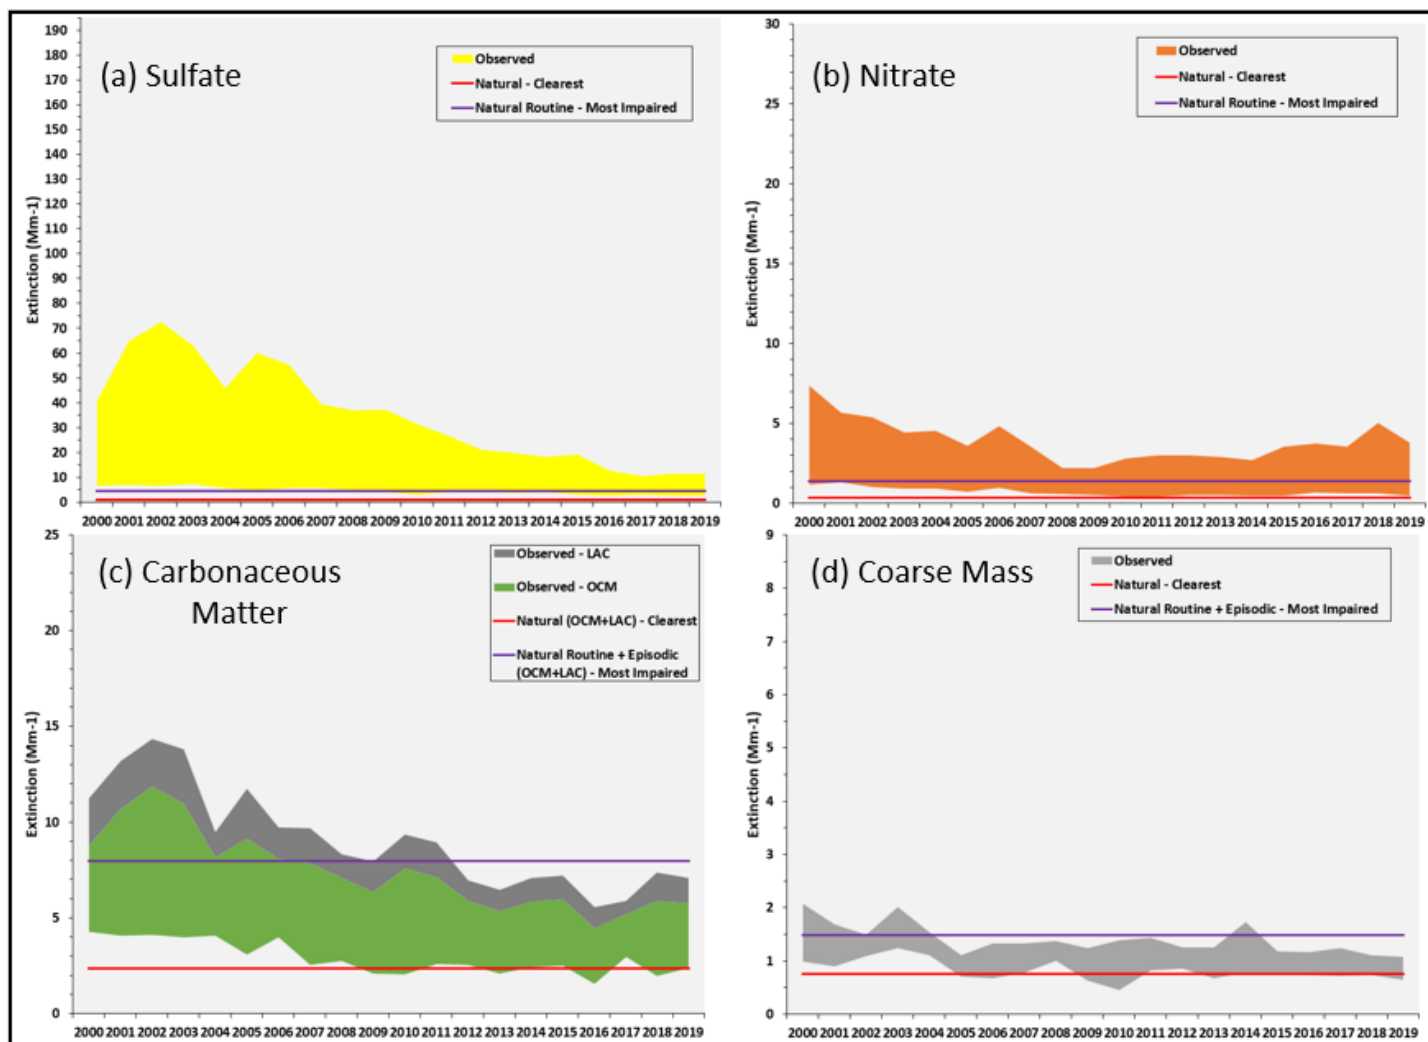 (a) Sulfate
Extinction (Mm-1)
190
180
170
160
150
140
130
120
110
100
90
80
70
60
50
40
30
20
10
0
Observed
Natural - Clearest
Natural Routine - Most Impaired
2000 2001 2002 2003 2004 2005 2006 2007 2008 2009 2010 2011 2012 2013 2014 2015 2016 2017 2018 2019
(b) Nitrate
Extinction (Mm-1)
30
25
20
15
10
5
0
Observed
Natural - Clearest
Natural Routine - Most Impaired
2000 2001 2002 2003 2004 2005 2006 2007 2008 2009 2010 2011 2012 2013 2014 2015 2016 2017 2018 2019
(c) Carbonaceous
Matter
Extinction (Mm-1)
25
20
15
10
5
0
Observed - LAC
Observed - OCM
Natural (OCM+LAC) - Clearest
Natural Routine + Episodic
(OCM+LAC) - Most Impaired
2000 2001 2002 2003 2004 2005 2006 2007 2008 2009 2010 2011 2012 2013 2014 2015 2016 2017 2018 2019
(d) Coarse Mass
Extinction (Mm-1)
9
8
7
6
5
4
3
2
1
0
Observed
Natural - Clearest
Natural Routine + Episodic - Most Impaired
2000 2001 2002 2003 2004 2005 2006 2007 2008 2009 2010 2011 2012 2013 2014 2015 2016 2017 2018 2019